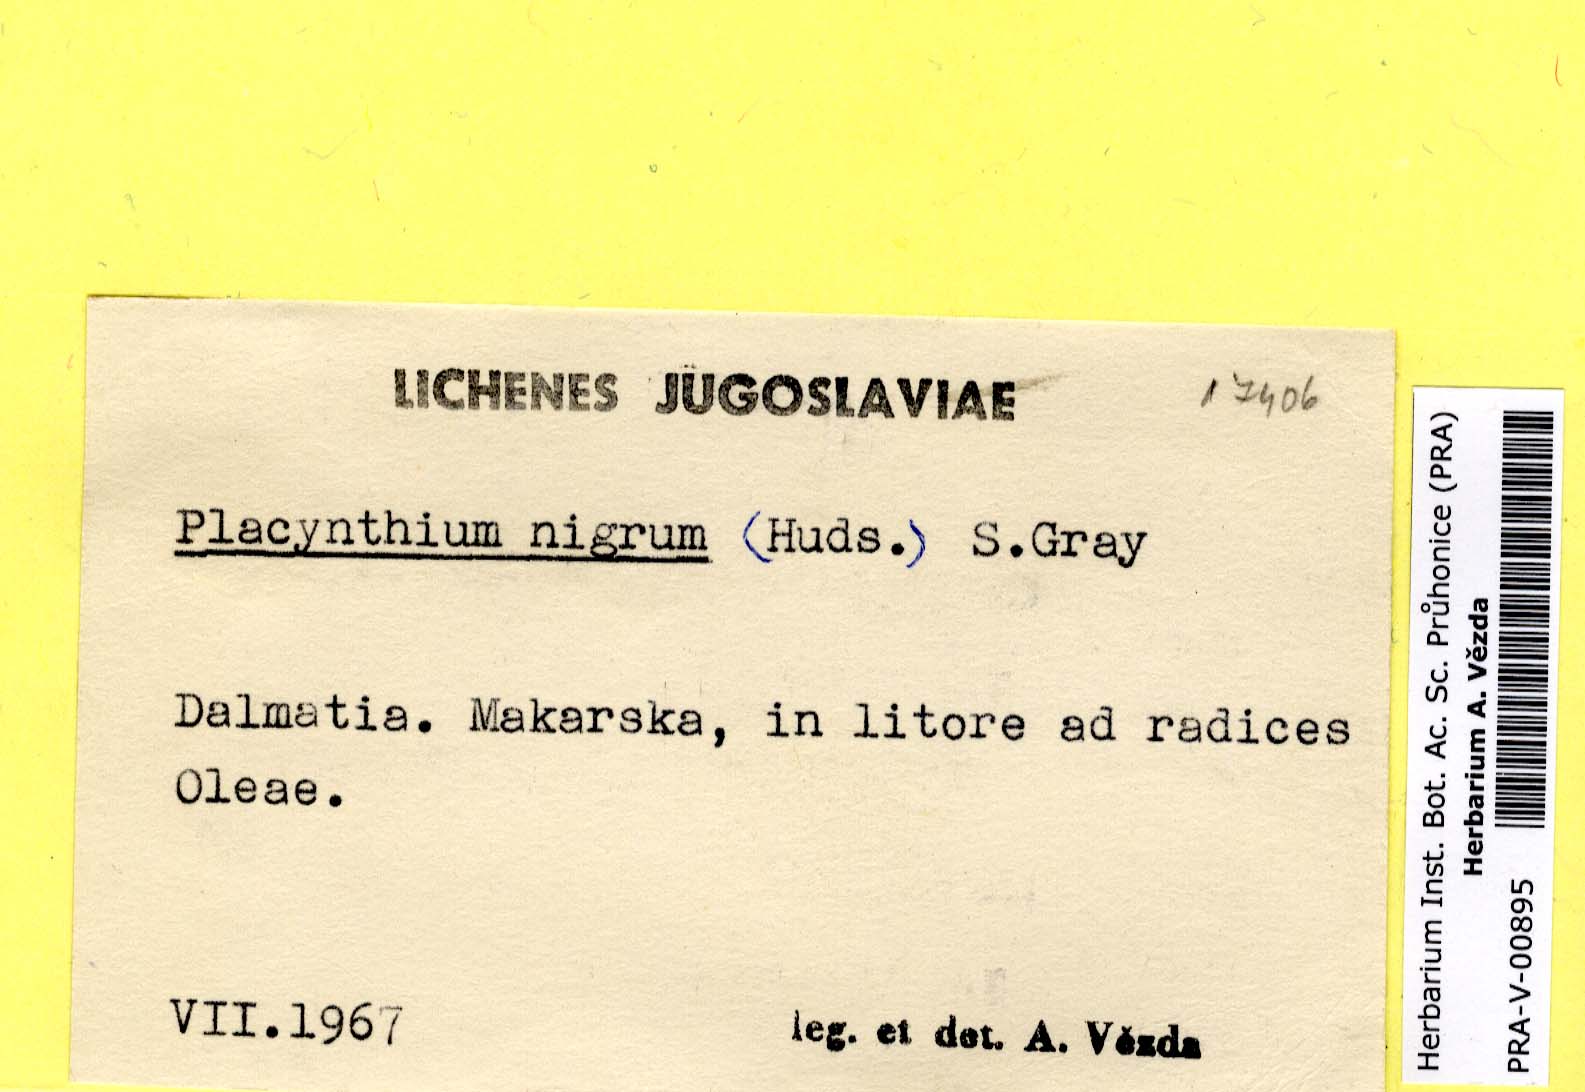 LICHENES JUGOSLAVIAE
17406
Placynthium nigrum (Huds.) S.Gray
Dalmatia. Makarska, in litore ad radices
Oleae.
VII.1967
leg. et det. A. Vězda
Herbarium Inst. Bot. Ac. Sc. Průhonice (PRA)
Herbarium A. Vězda
PRA-V-00895